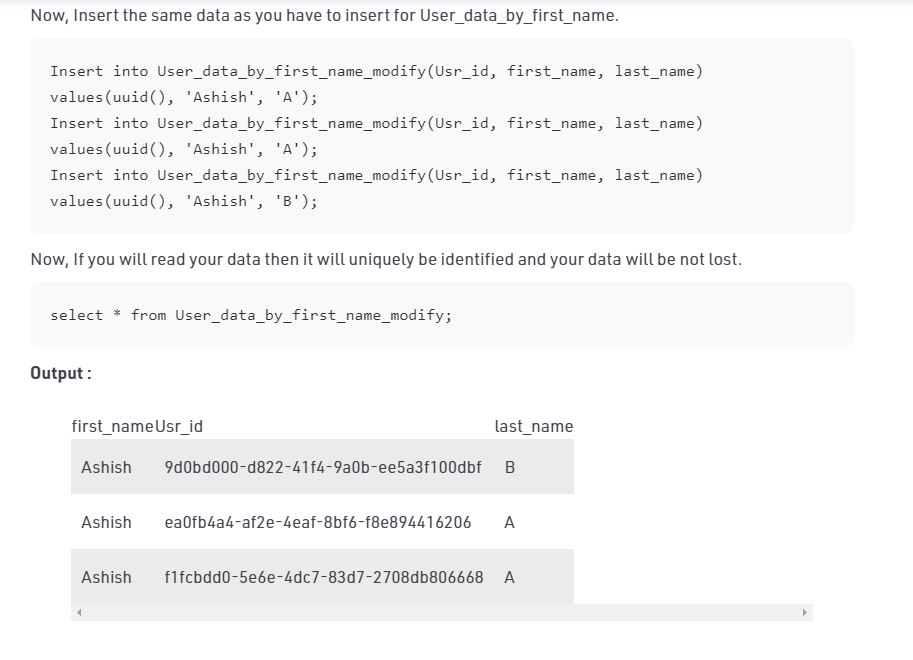 Now, Insert the same data as you have to insert for User_data_by_first_name.
Insert into User_data_by_first_name_modify(Usr_id, first_name, last_name)
values(uuid(), 'Ashish', 'A');
Insert into User_data_by_first_name_modify(Usr_id, first_name, last_name)
values(uuid(), 'Ashish', 'A');
Insert into User_data_by_first_name_modify(Usr_id, first_name, last_name)
values(uuid(), 'Ashish', 'B');
Now, If you will read your data then it will uniquely be identified and your data will be not lost.
select * from User_data_by_first_name_modify;
Output :
first_name Usr_id last_name
Ashish 9d0bd000-d822-41f4-9a0b-ee5a3f100dbf B
Ashish ea0fb4a4-af2e-4eaf-8bf6-f8e894416206 A
Ashish f1fcbdd0-5e6e-4dc7-83d7-2708db806668 A